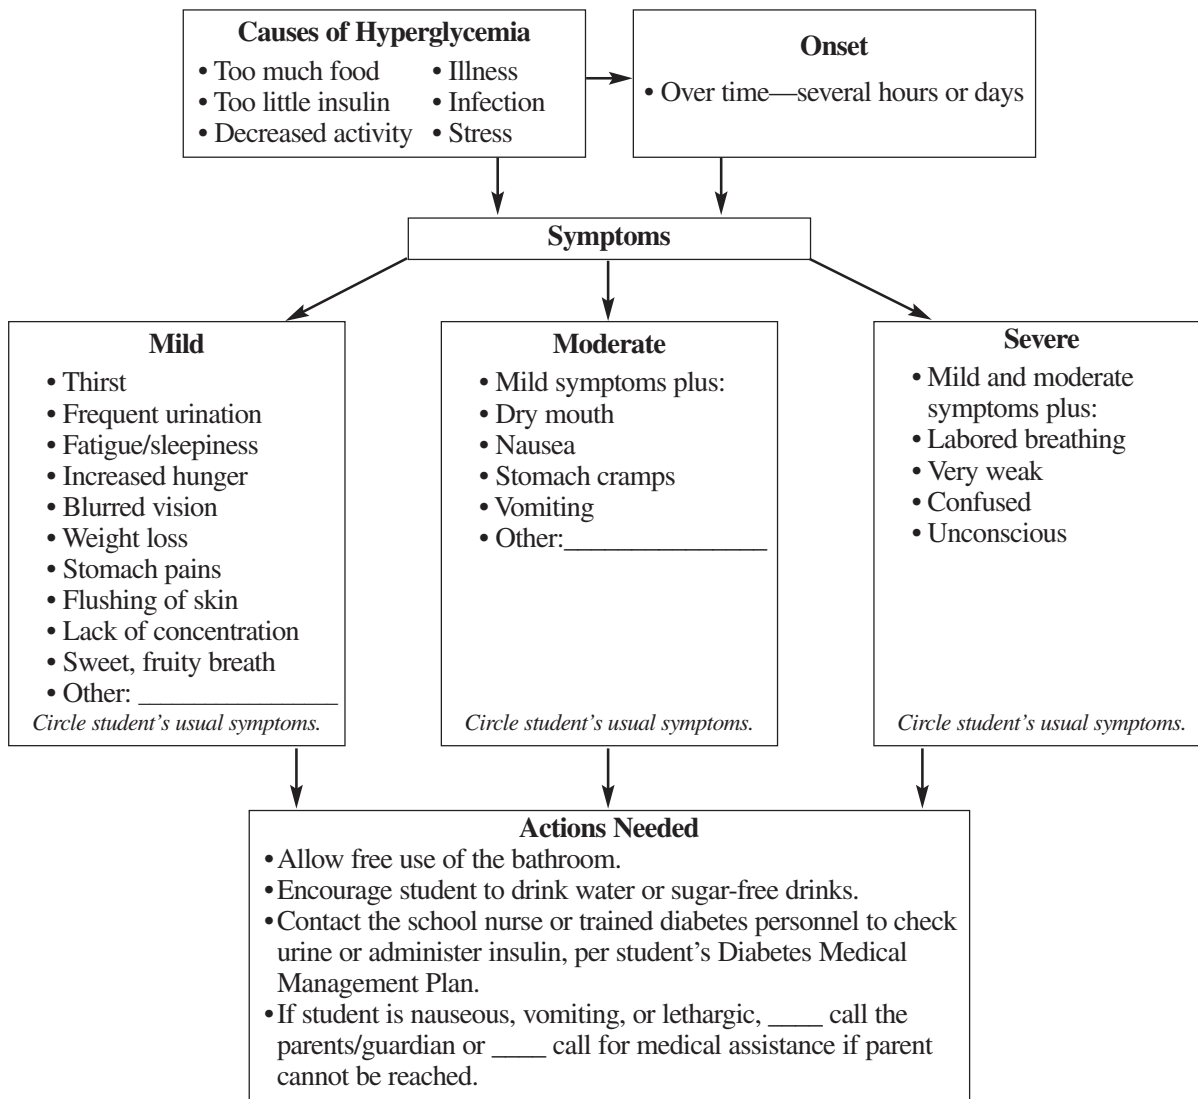 Causes of Hyperglycemia
• Too much food
• Too little insulin
• Decreased activity
• Illness
• Infection
• Stress
Onset
• Over time—several hours or days
Symptoms
Mild
• Thirst
• Frequent urination
• Fatigue/sleepiness
• Increased hunger
• Blurred vision
• Weight loss
• Stomach pains
• Flushing of skin
• Lack of concentration
• Sweet, fruity breath
• Other: _______________
Circle student’s usual symptoms.
Moderate
• Mild symptoms plus:
• Dry mouth
• Nausea
• Stomach cramps
• Vomiting
• Other:_______________
Circle student’s usual symptoms.
Severe
• Mild and moderate
symptoms plus:
• Labored breathing
• Very weak
• Confused
• Unconscious
Circle student’s usual symptoms.
Actions Needed
• Allow free use of the bathroom.
• Encourage student to drink water or sugar-free drinks.
• Contact the school nurse or trained diabetes personnel to check
urine or administer insulin, per student’s Diabetes Medical
Management Plan.
• If student is nauseous, vomiting, or lethargic, ____ call the
parents/guardian or ____ call for medical assistance if parent
cannot be reached.